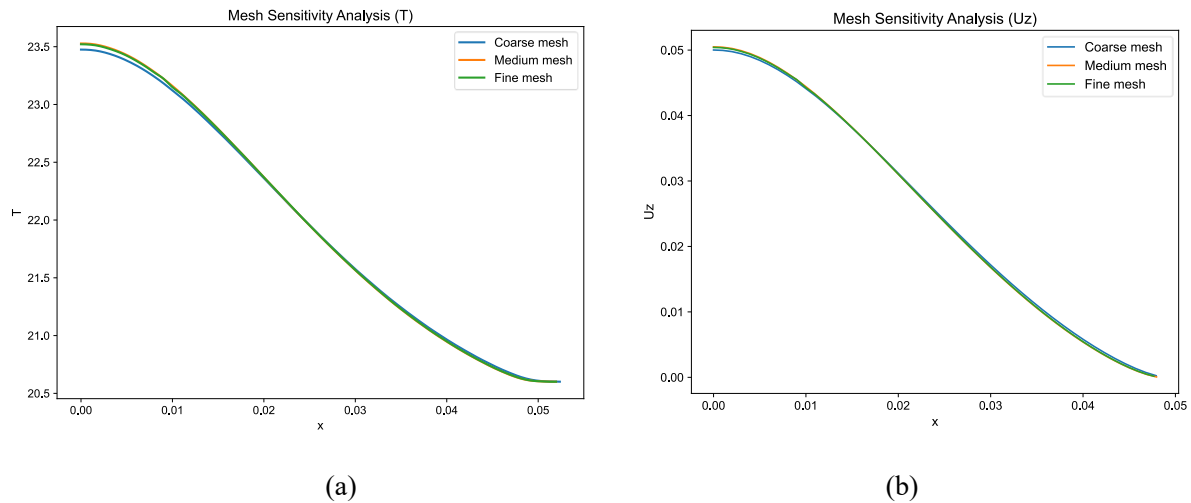 Mesh Sensitivity Analysis (T)
23.5
23.0
22.5
22.0
21.5
21.0
20.5
T
Coarse mesh
Medium mesh
Fine mesh
0.00 0.01 0.02 0.03 0.04 0.05
x
(a)
Mesh Sensitivity Analysis (Uz)
0.05
0.04
0.03
0.02
0.01
0.00
Uz
Coarse mesh
Medium mesh
Fine mesh
0.00 0.01 0.02 0.03 0.04 0.05
x
(b)